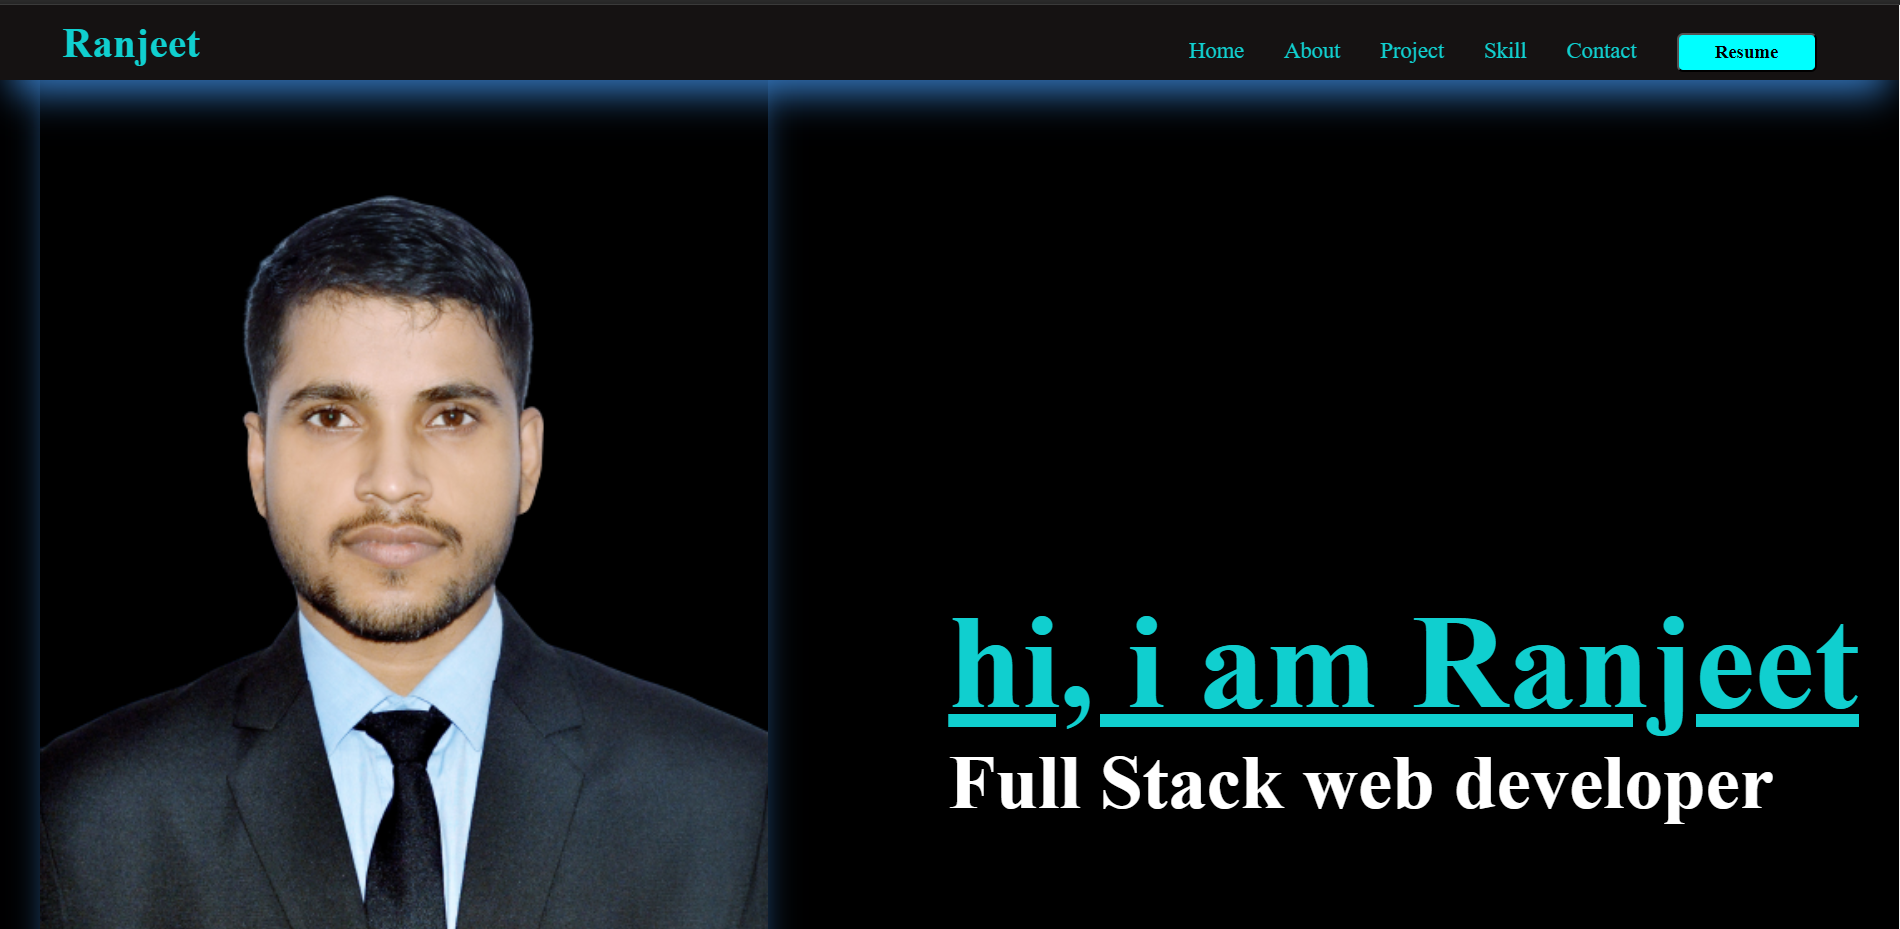 Ranjeet
Home About Project Skill Contact Resume
hi, i am Ranjeet
Full Stack web developer